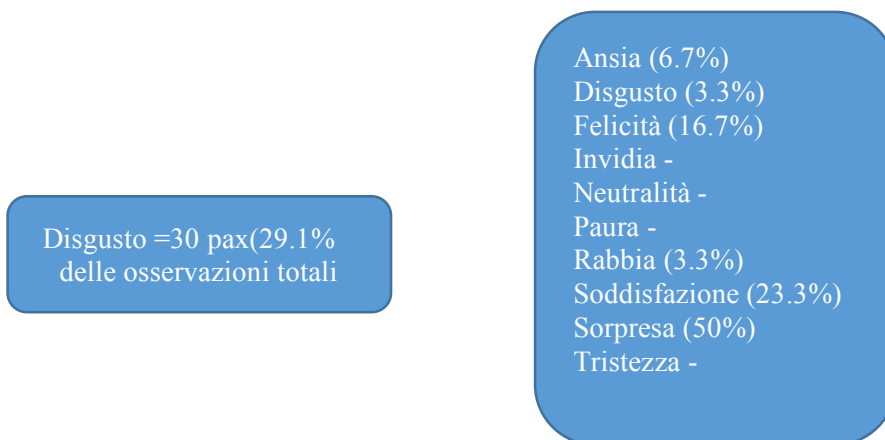 Disgusto =30 pax(29.1%
delle osservazioni totali
Ansia (6.7%)
Disgusto (3.3%)
Felicità (16.7%)
Invidia -
Neutralità -
Paura -
Rabbia (3.3%)
Soddisfazione (23.3%)
Sorpresa (50%)
Tristezza -